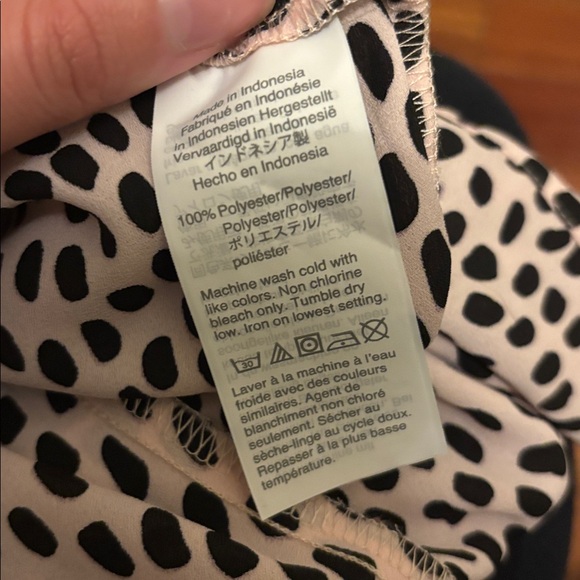 Made in Indonesia
Fabriqué en Indonésie
in Indonesien Hergestellt
Vervaardigd in Indonesië
インドネシア製
Hecho en Indonesia
100% Polyester/Polyester/
Polyester/Polyester/
ポリエステル/
poliéster
Machine wash cold with
like colors. Non chlorine
bleach only. Tumble dry
low. Iron on lowest setting.
30
Laver à la machine à l'eau
froide avec des couleurs
similaires. Agent de
blanchiment non chloré
seulement. Sécher au
sèche-linge au cycle doux.
Repasser à la plus basse
température.